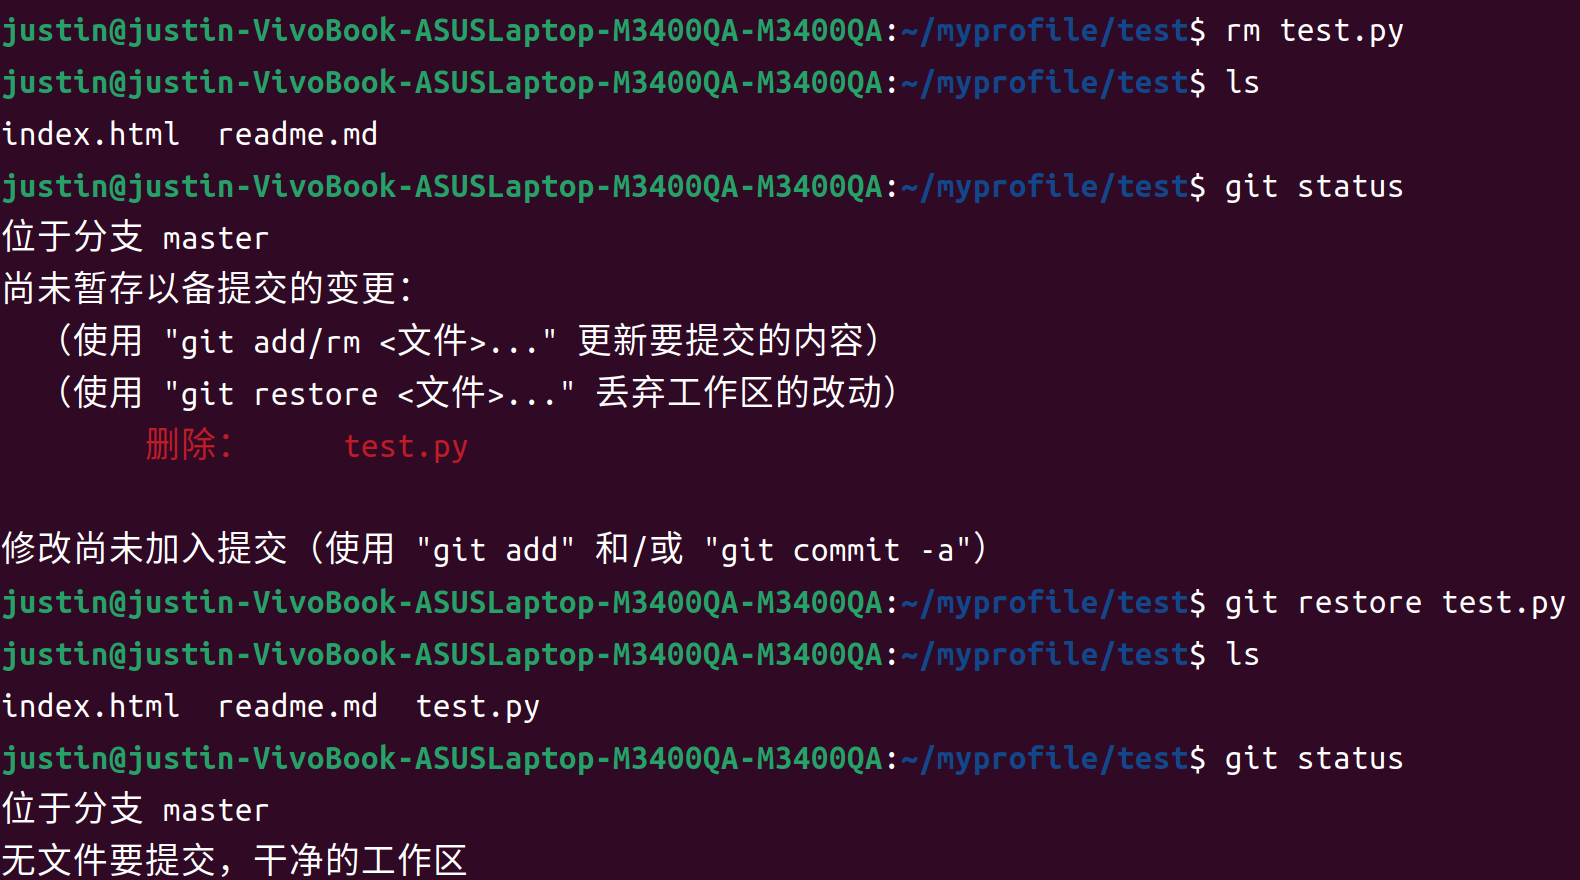 justin@justin-VivoBook-ASUSLaptop-M3400QA-M3400QA:~/myprofile/test$ rm test.py
justin@justin-VivoBook-ASUSLaptop-M3400QA-M3400QA:~/myprofile/test$ ls
index.html  readme.md
justin@justin-VivoBook-ASUSLaptop-M3400QA-M3400QA:~/myprofile/test$ git status
位于分支 master
尚未暂存以备提交的变更：
  （使用 "git add/rm <文件>..." 更新要提交的内容）
  （使用 "git restore <文件>..." 丢弃工作区的改动）
        删除：      test.py

修改尚未加入提交（使用 "git add" 和/或 "git commit -a"）
justin@justin-VivoBook-ASUSLaptop-M3400QA-M3400QA:~/myprofile/test$ git restore test.py
justin@justin-VivoBook-ASUSLaptop-M3400QA-M3400QA:~/myprofile/test$ ls
index.html  readme.md  test.py
justin@justin-VivoBook-ASUSLaptop-M3400QA-M3400QA:~/myprofile/test$ git status
位于分支 master
无文件要提交，干净的工作区